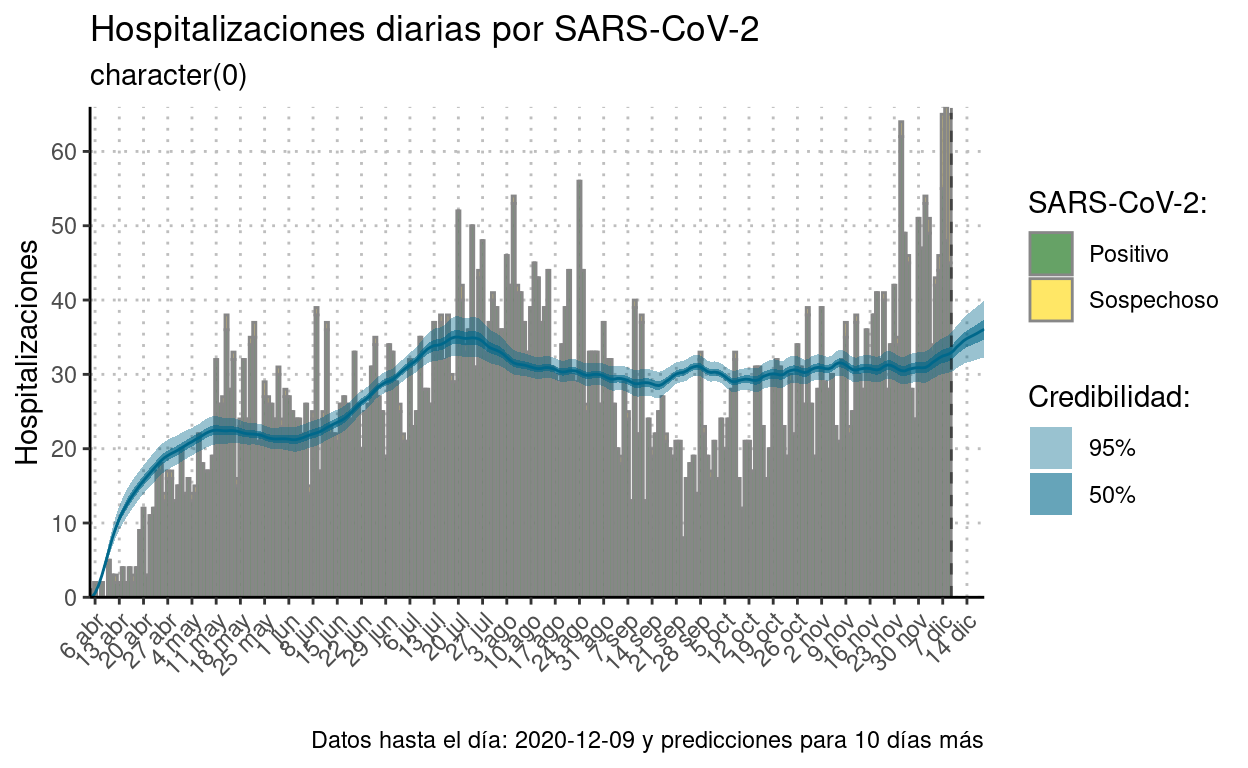 Hospitalizaciones diarias por SARS-CoV-2
character(0)
Hospitalizaciones
60
50
40
30
20
10
0
6 abr
13 abr
20 abr
27 abr
4 may
11 may
18 may
25 may
1 jun
8 jun
15 jun
22 jun
29 jun
6 jul
13 jul
20 jul
27 jul
3 ago
10 ago
17 ago
24 ago
31 ago
7 sep
14 sep
21 sep
28 sep
5 oct
12 oct
19 oct
26 oct
2 nov
9 nov
16 nov
23 nov
30 nov
7 dic
14 dic
SARS-CoV-2:
Positivo
Sospechoso
Credibilidad:
95%
50%
Datos hasta el día: 2020-12-09 y predicciones para 10 días más